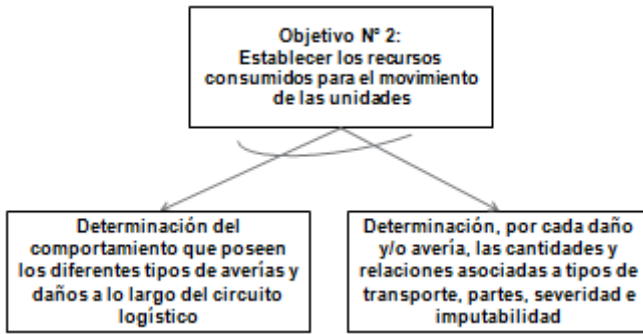 Objetivo N° 2:
Establecer los recursos
consumidos para el movimiento
de las unidades
Determinación del
comportamiento que poseen
los diferentes tipos de averías y
daños a lo largo del circuito
logístico
Determinación, por cada daño
y/o avería, las cantidades y
relaciones asociadas a tipos de
transporte, partes, severidad e
imputabilidad